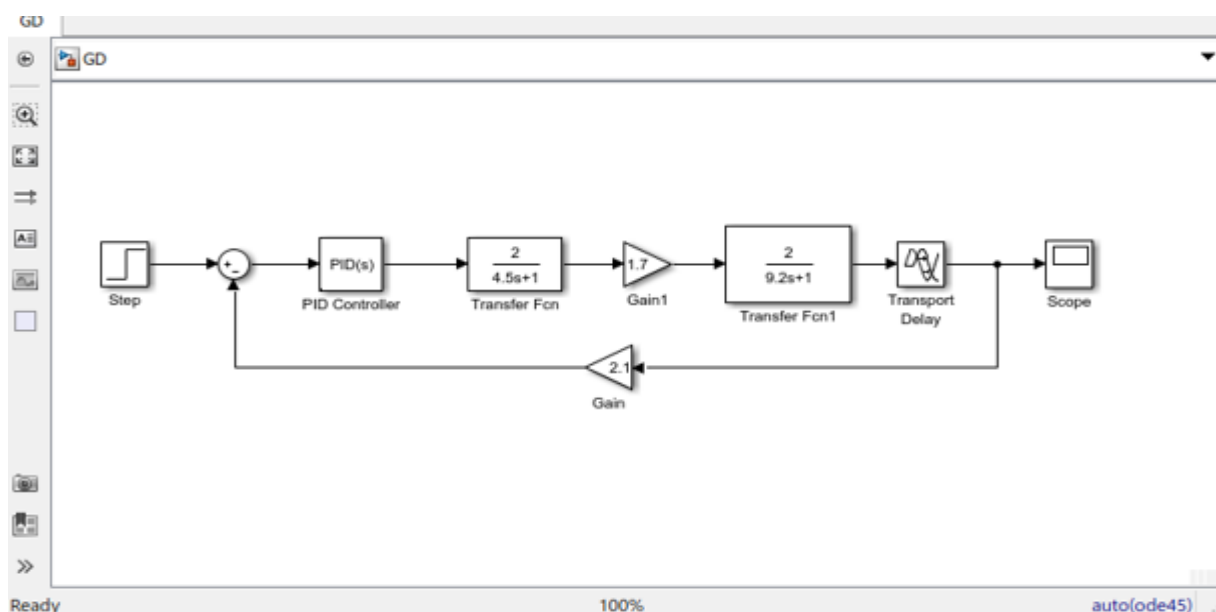 GD
GD
Step
+
-
PID(s)
PID Controller
2
4.5s+1
Transfer Fcn
1.7
Gain1
2
9.2s+1
Transfer Fcn1
Transport
Delay
Scope
2.1
Gain
Ready
100%
auto(ode45)